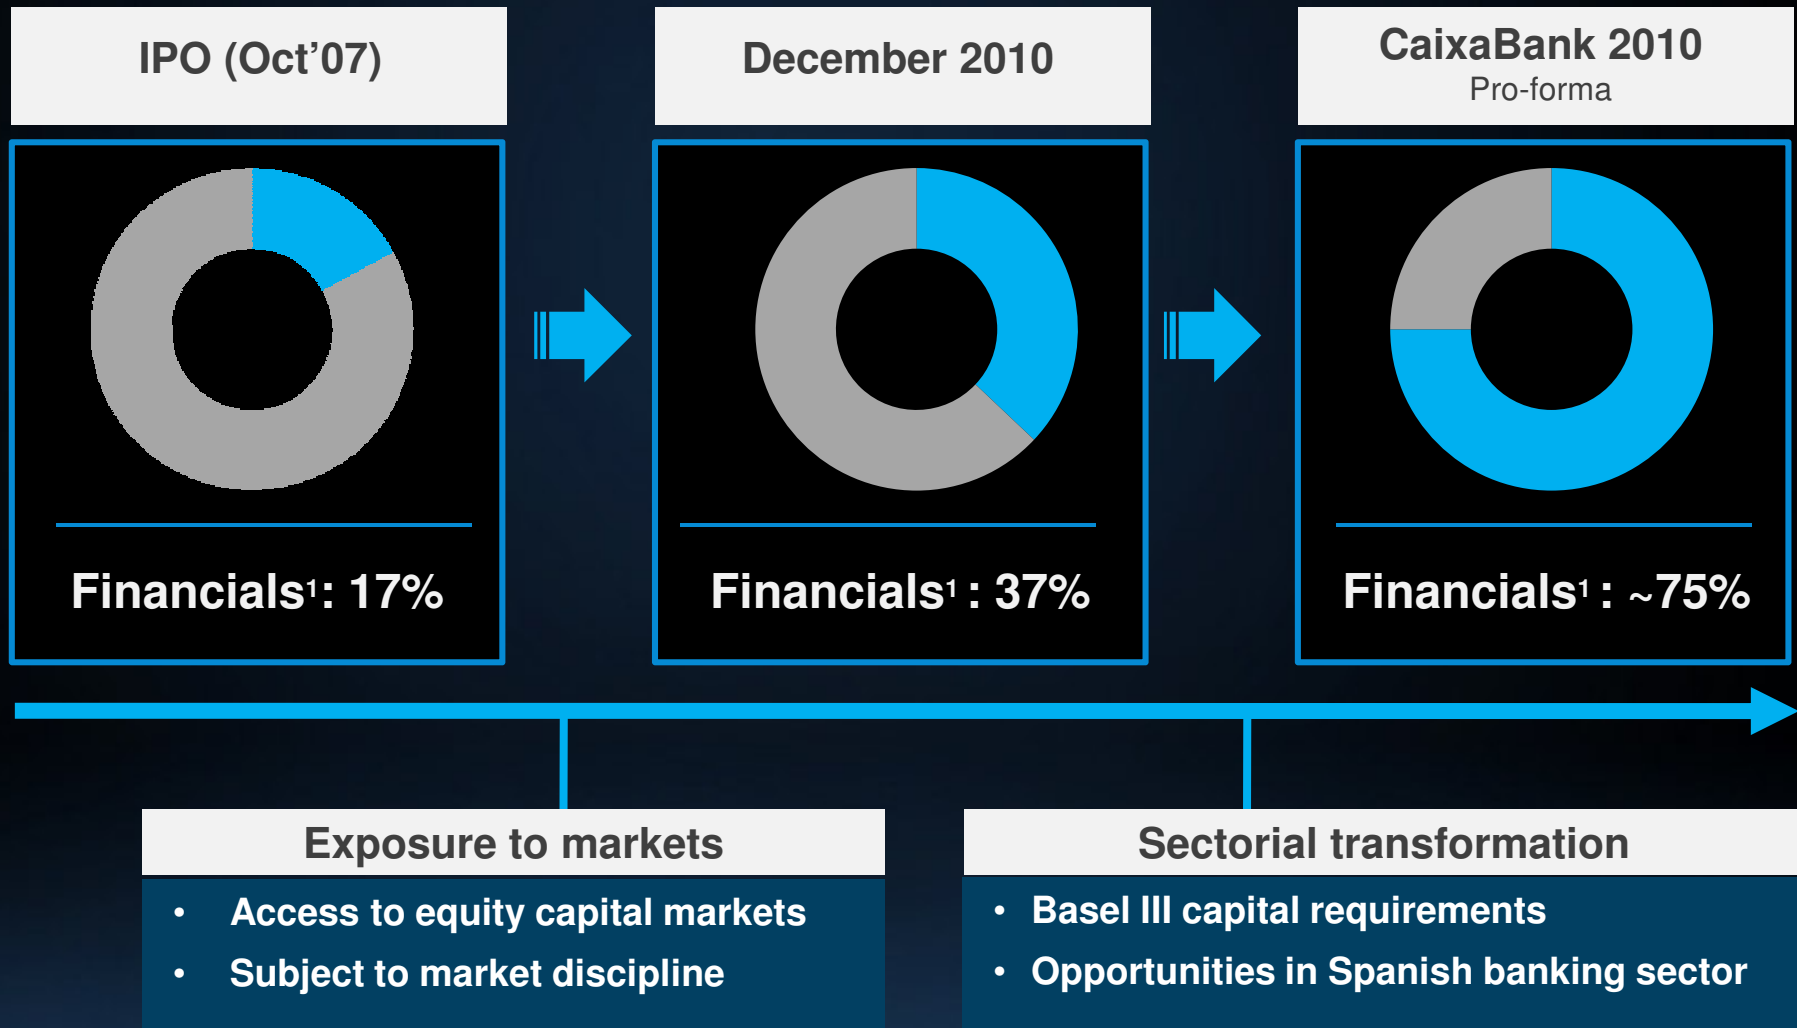 IPO (Oct’07)
December 2010
CaixaBank 2010
Pro-forma
Financials¹: 17%
Financials¹ : 37%
Financials¹ : ~75%
Exposure to markets
• Access to equity capital markets
• Subject to market discipline
Sectorial transformation
• Basel III capital requirements
• Opportunities in Spanish banking sector